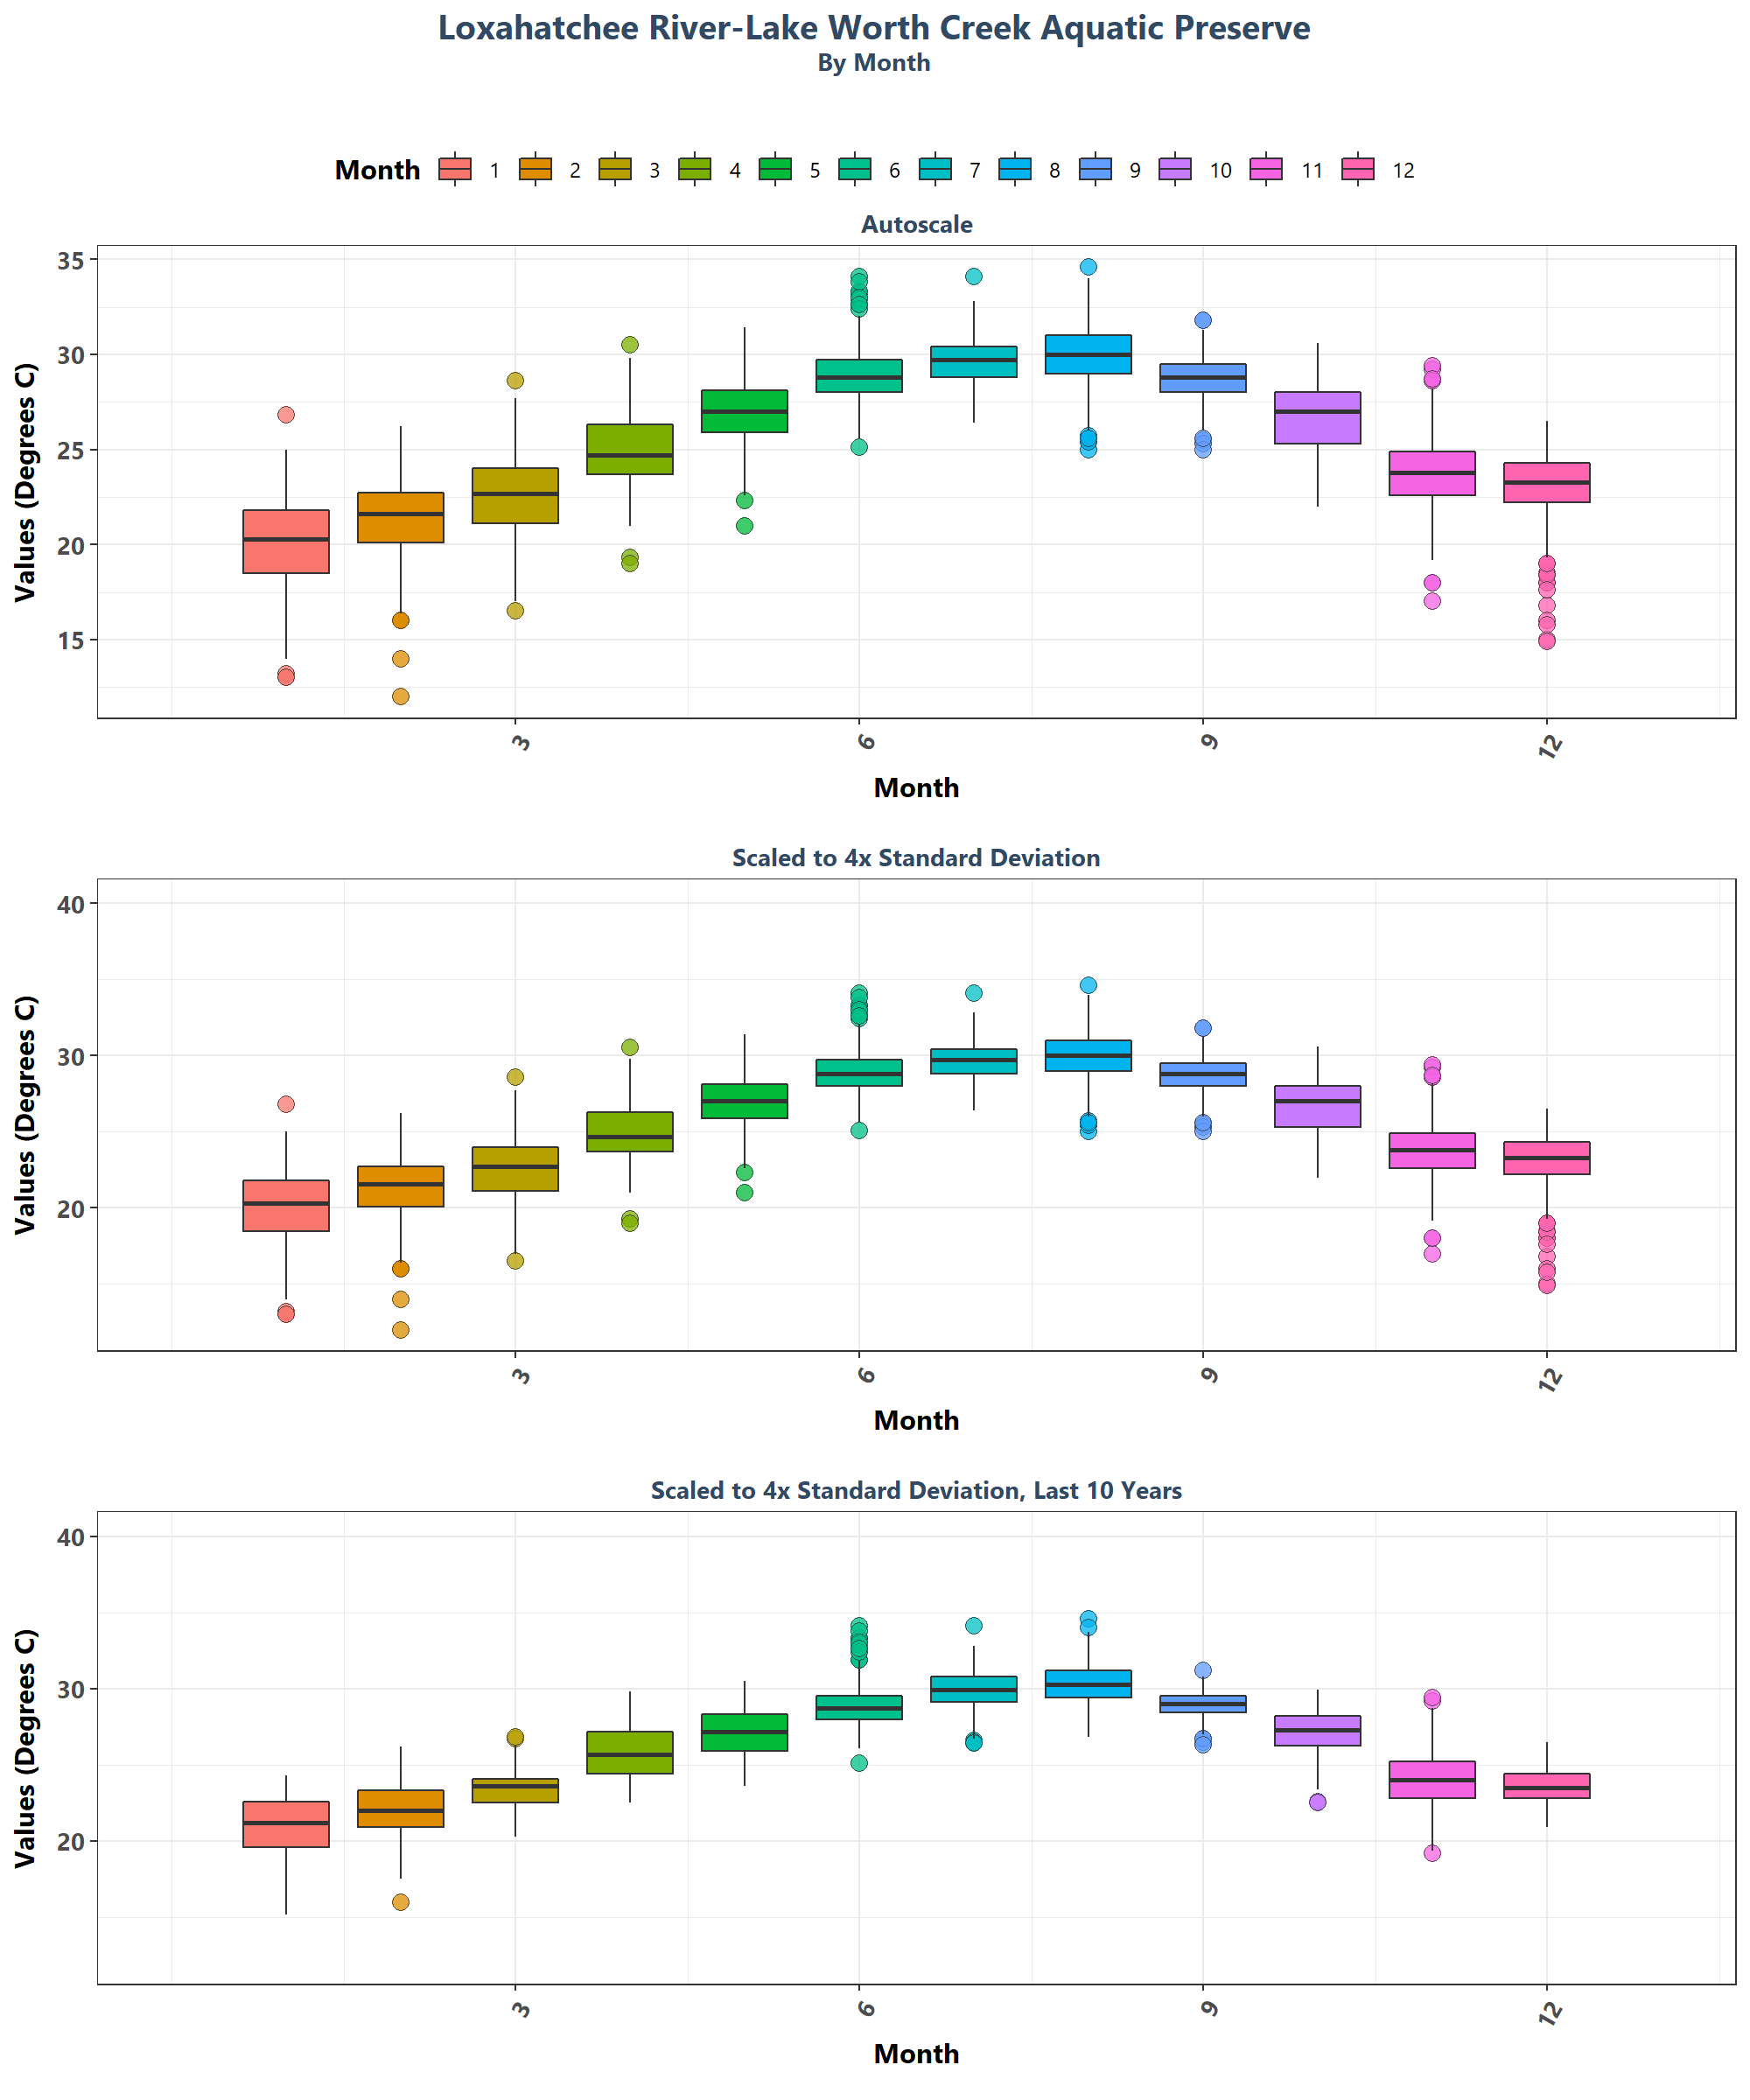 Loxahatchee River-Lake Worth Creek Aquatic Preserve
By Month
Month 1 2 3 4 5 6 7 8 9 10 11 12
Autoscale
Values (Degrees C)
35
30
25
20
15
3 6 9 12
Month
Scaled to 4x Standard Deviation
Values (Degrees C)
40
30
20
3 6 9 12
Month
Scaled to 4x Standard Deviation, Last 10 Years
Values (Degrees C)
40
30
20
3 6 9 12
Month